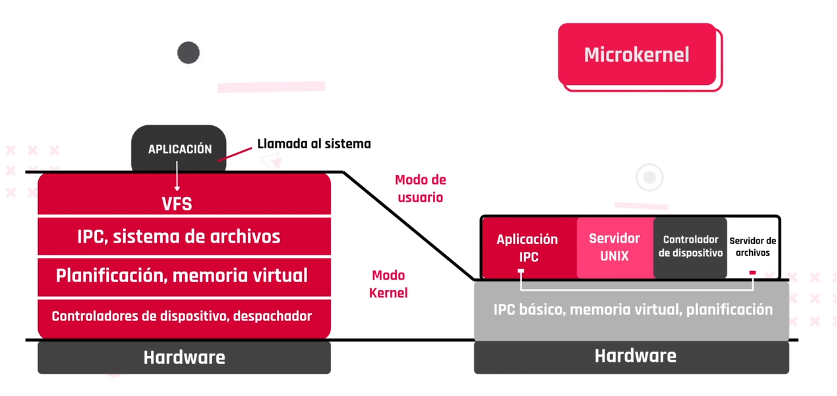 Microkernel
APLICACIÓN
Llamada al sistema
VFS
IPC, sistema de archivos
Planificación, memoria virtual
Controladores de dispositivo, despachador
Hardware
Modo de
usuario
Modo
Kernel
Aplicación
IPC
Servidor
UNIX
Controlador
de dispositivo
Servidor de
archivos
IPC básico, memoria virtual, planificación
Hardware